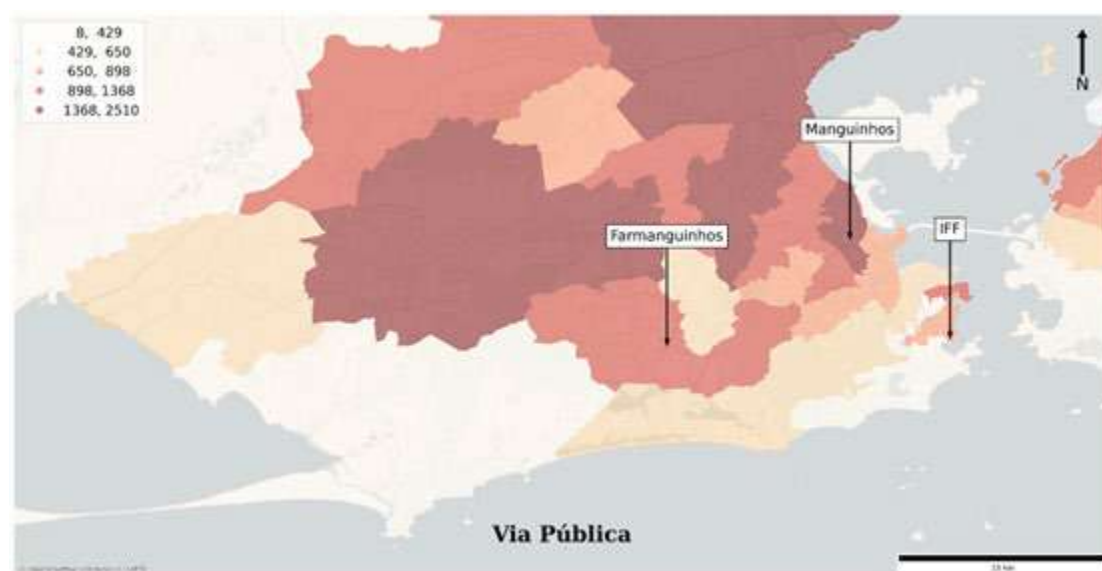 8, 429
429, 650
650, 898
898, 1368
1368, 2510
N
Manguinhos
IFF
Farmanguinhos
Via Pública